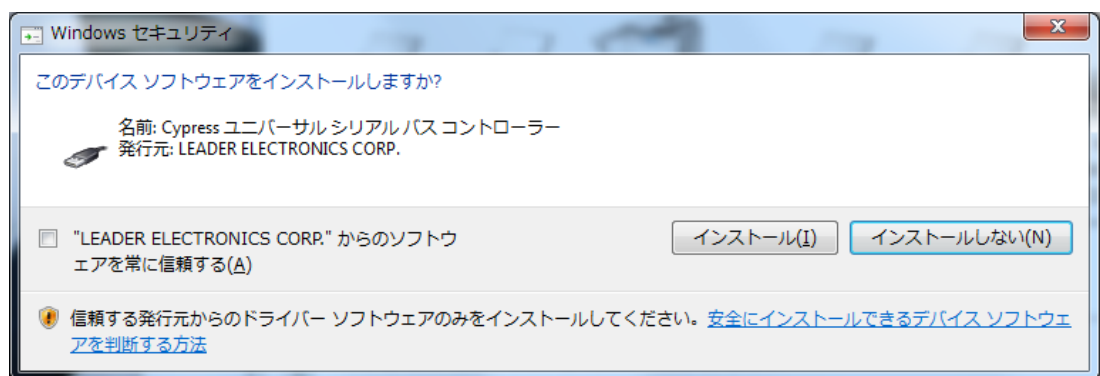 Windows セキュリティ
このデバイス ソフトウェアをインストールしますか?
名前: Cypress ユニバーサル シリアル バス コントローラー
発行元: LEADER ELECTRONICS CORP.
"LEADER ELECTRONICS CORP." からのソフトウ
ェアを常に信頼する(A)
インストール(I)
インストールしない(N)
信頼する発行元からのドライバー ソフトウェアのみをインストールしてください。安全にインストールできるデバイス ソフトウェ
アを判断する方法